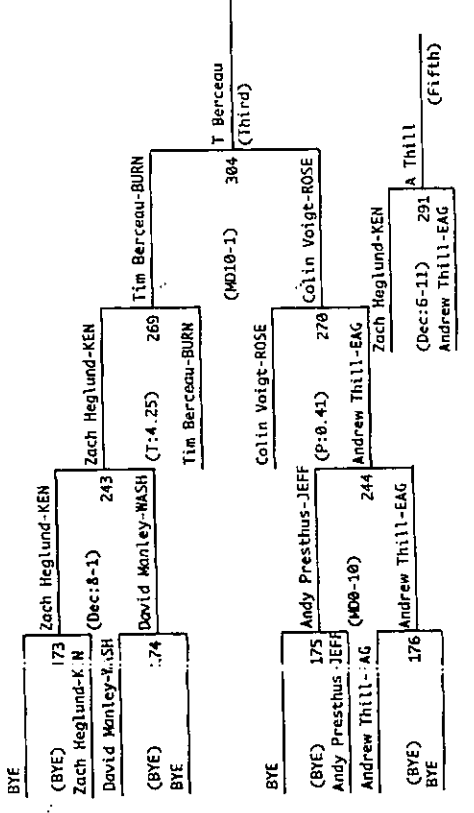 BYE
(BYE) 173
Zach Heglund-KEN
Zach Heglund-KEN
David Manley-WASH
(BYE) 174
BYE
David Manley-WASH
(Dec:8-1) 243
Zach Heglund-KEN
Tim Berceau-BURN
(T:4.25) 269
Tim Berceau-BURN
BYE
(BYE) 175
Andy Presthus-JEFF
Andy Presthus-JEFF
Andrew Thill-EAG
(BYE) 176
BYE
Andrew Thill-EAG
(MD0-10) 244
Andrew Thill-EAG
Colin Voigt-ROSE
(P:0.41) 270
Colin Voigt-ROSE
(MD10-1) 304
T Berceau
(Third)
Zach Heglund-KEN
(Dec:6-11) 291
Andrew Thill-EAG
A Thill
(Fifth)